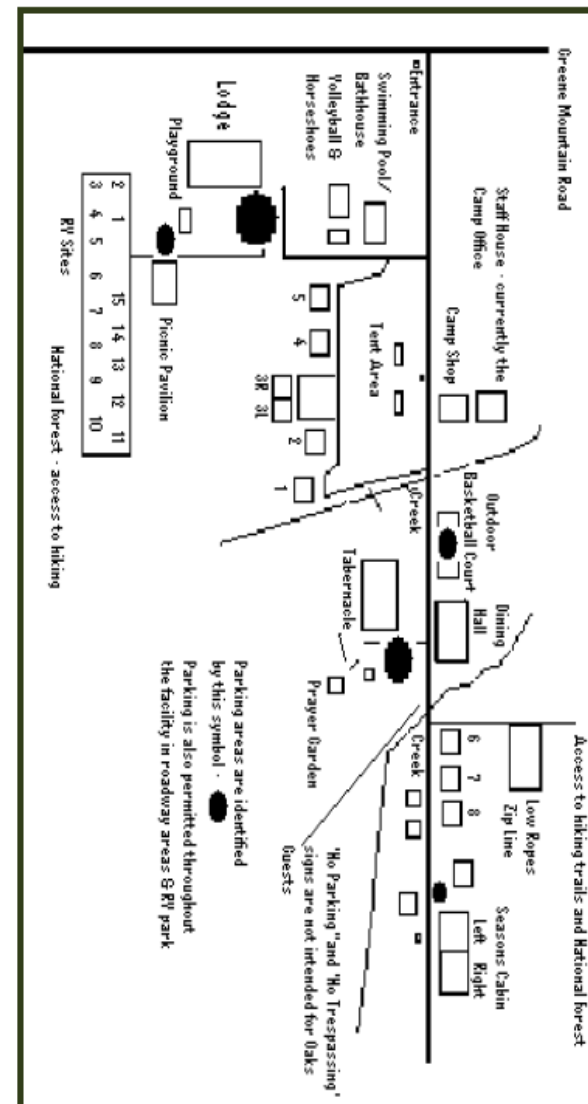 Greene Mountain Road
Access to hiking trails and National Forest
Staff House - currently the
Camp Office
Camp Shop
Outdoor
Basketball Court
Dining
Hall
Low Ropes
Zip Line
6 7 8
Seasons Cabin
Left Right
Entrance
Swimming Pool/
Bathhouse
Volleyball &
Horseshoes
Tent Area
Creek
Creek
Tabernacle
Prayer Garden
"No Parking" and "No Trespassing"
signs are not intended for Oaks
Guests
Lodge
Playground
5 4 3R 3L 2 1
Picnic Pavilion
2 1 15 14 13 12 11
3 4 5 6 7 8 9 10
RV Sites
National Forest - access to hiking
Parking areas are identified
by this symbol -
Parking is also permitted throughout
the facility in roadway areas & RV park